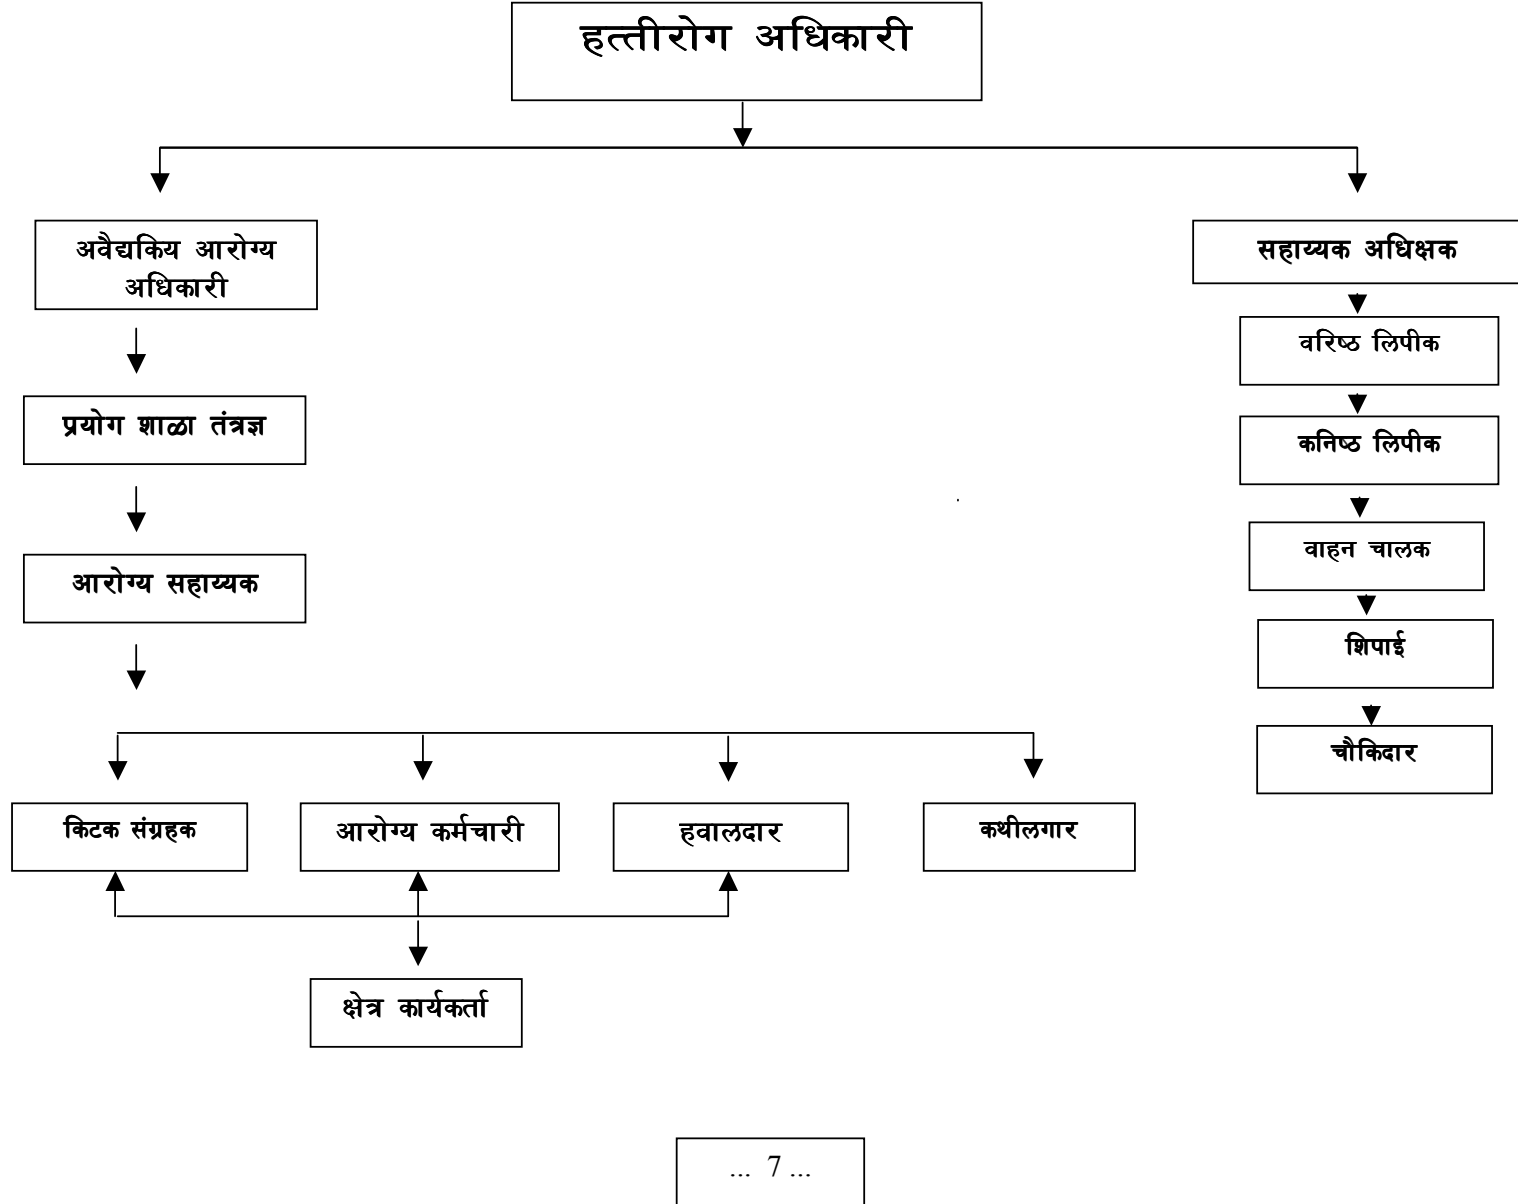 हत्तीरोग अधिकारी
अवैद्यकिय आरोग्य
अधिकारी
सहाय्यक अधिक्षक
वरिष्ठ लिपीक
प्रयोग शाळा तंत्रज्ञ
कनिष्ठ लिपीक
वाहन चालक
आरोग्य सहाय्यक
शिपाई
चौकिदार
किटक संग्रहक
आरोग्य कर्मचारी
हवालदार
कथीलगार
क्षेत्र कार्यकर्ता
... 7 ...